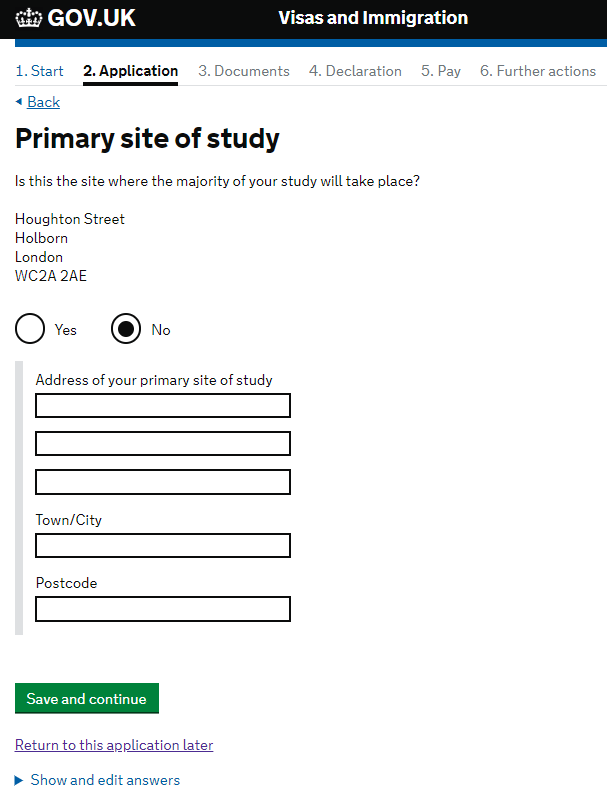 GOV.UK
Visas and Immigration
1. Start 2. Application 3. Documents 4. Declaration 5. Pay 6. Further actions
Back
Primary site of study
Is this the site where the majority of your study will take place?
Houghton Street
Holborn
London
WC2A 2AE
Yes No
Address of your primary site of study
Town/City
Postcode
Save and continue
Return to this application later
Show and edit answers